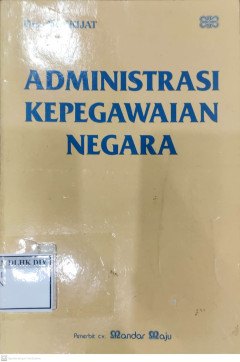 ADMINISTRASI
KEPEGAWAIAN
NEGARA
Penerbit CV. Mandar Maju